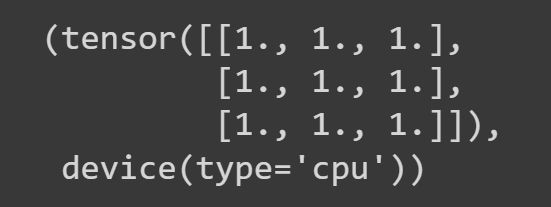 (tensor([[1., 1., 1.],
         [1., 1., 1.],
         [1., 1., 1.]]),
 device(type='cpu'))